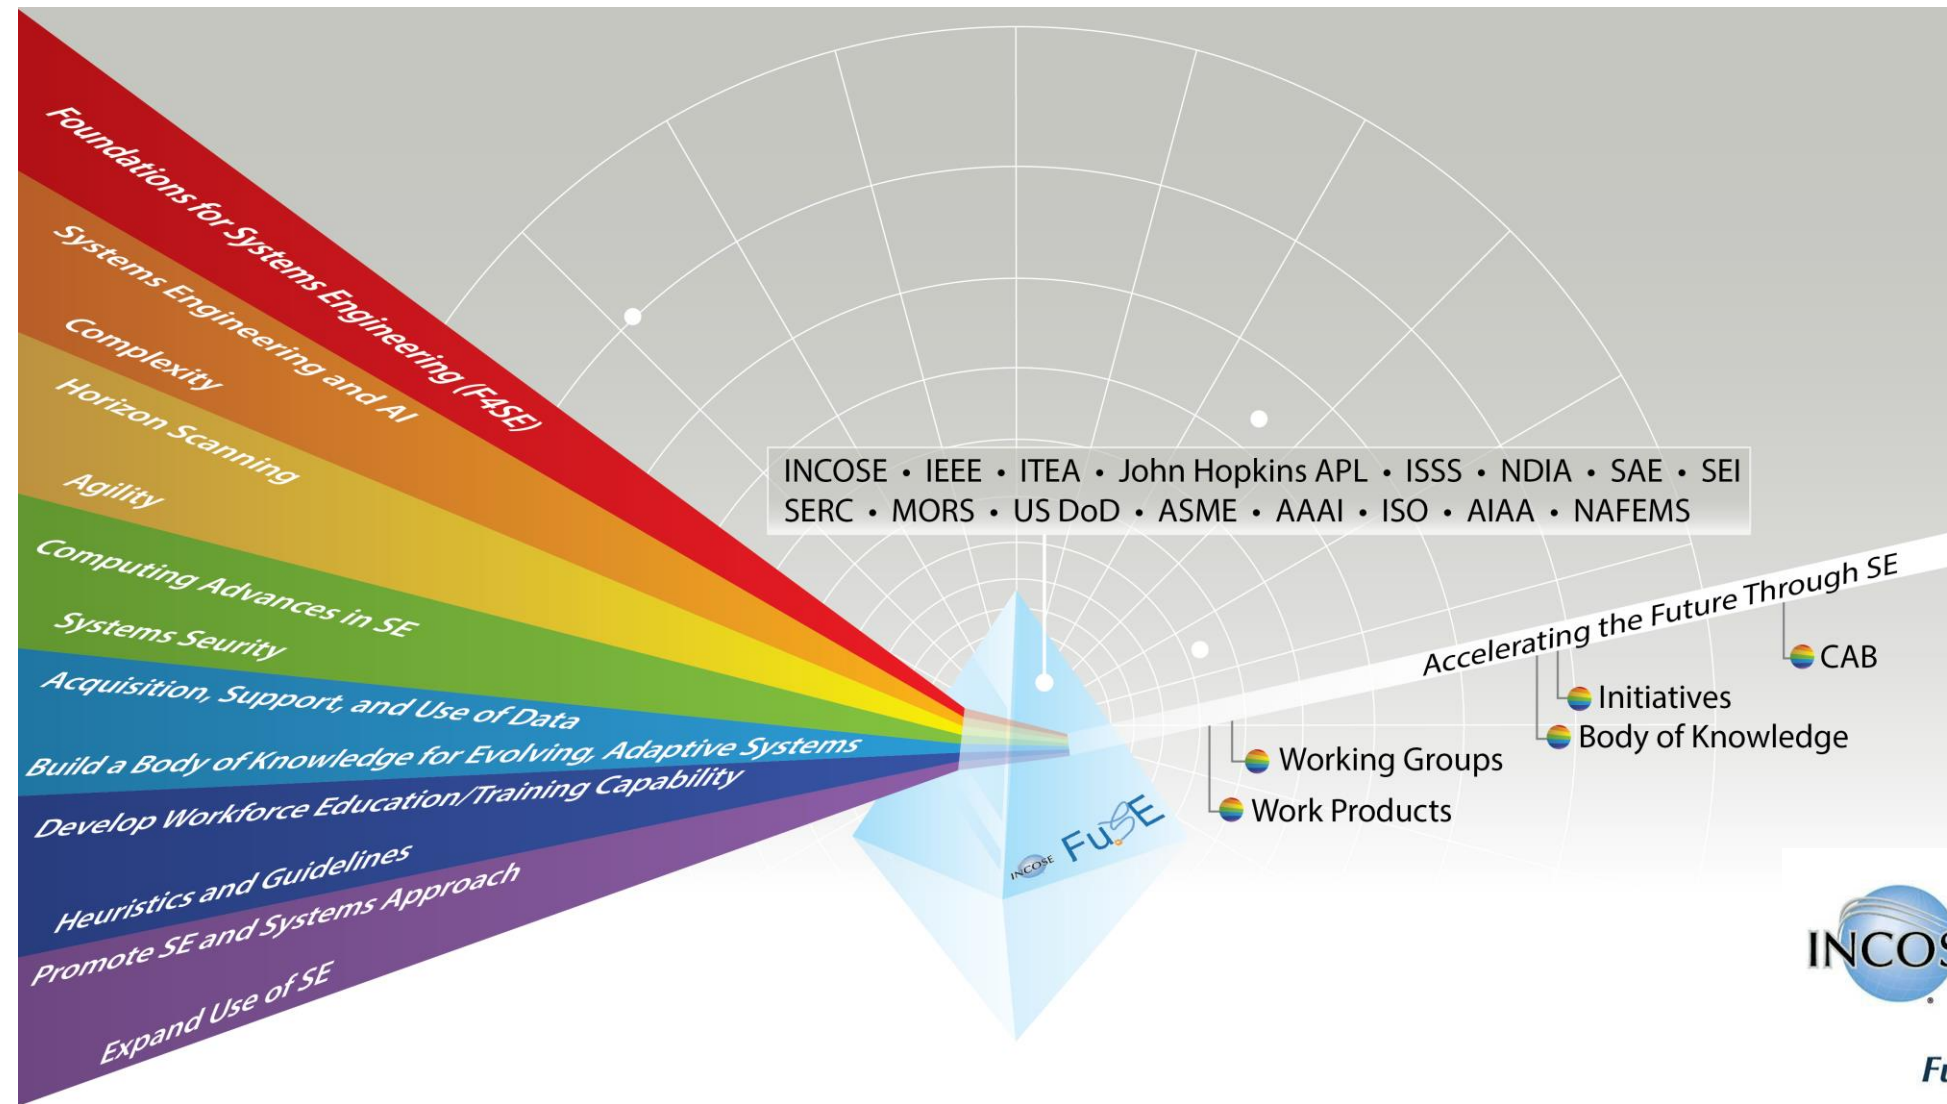 Foundations for Systems Engineering (F4SE)
Systems Engineering and AI
Complexity
Horizon Scanning
Agility
Computing Advances in SE
Systems Seurity
Acquisition, Support, and Use of Data
Build a Body of Knowledge for Evolving, Adaptive Systems
Develop Workforce Education/Training Capability
Heuristics and Guidelines
Promote SE and Systems Approach
Expand Use of SE
INCOSE • IEEE • ITEA • John Hopkins APL • ISSS • NDIA • SAE • SEI
SERC • MORS • US DoD • ASME • AAAI • ISO • AIAA • NAFEMS
INCOSE FuSE
Accelerating the Future Through SE
CAB
Initiatives
Body of Knowledge
Working Groups
Work Products